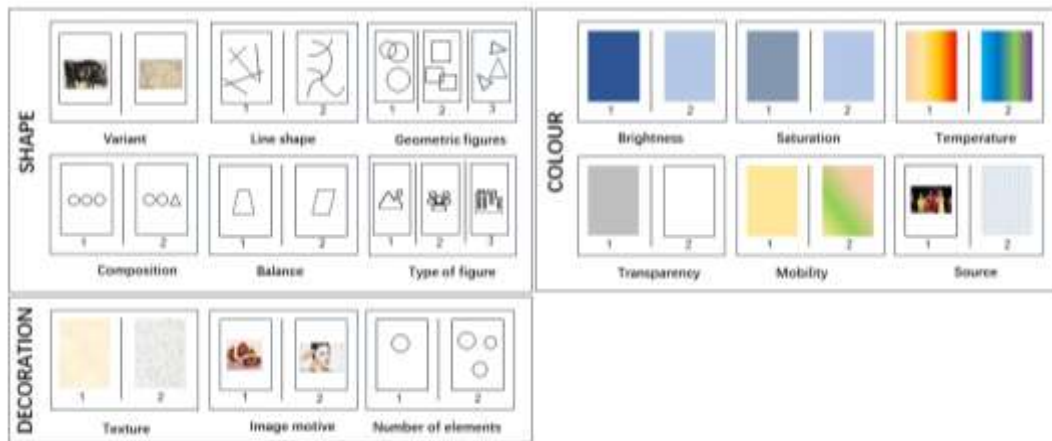 SHAPE
1 2
1 2 3
Variant Line shape Geometric figures
1 2
1 2
1 2 3
Composition Balance Type of figure
COLOUR
1 2
1 2
1 2
Brightness Saturation Temperature
1 2
1 2
1 2
Transparency Mobility Source
DECORATION
1 2
1 2
1 2
Texture Image motive Number of elements